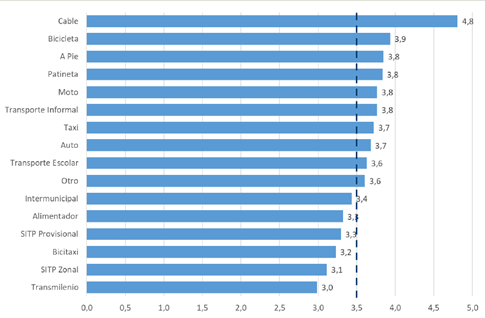 Cable 4,8
Bicicleta 3,9
A Pie 3,8
Patineta 3,8
Moto 3,8
Transporte Informal 3,8
Taxi 3,7
Auto 3,7
Transporte Escolar 3,6
Otro 3,6
Intermunicipal 3,4
Alimentador
SITP Provisional 3,3
Bicitaxi 3,2
SITP Zonal 3,1
Transmilenio 3,0
0,0 0,5 1,0 1,5 2,0 2,5 3,0 3,5 4,0 4,5 5,0